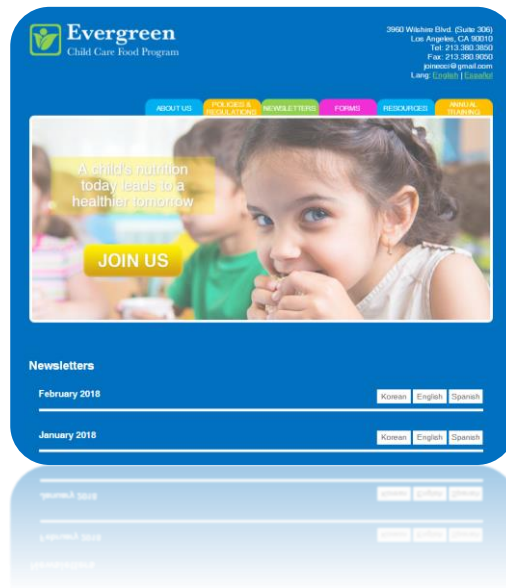 Evergreen
Child Care Food Program
3960 Wilshire Blvd. (Suite 306)
Los Angeles, CA 90010
Tel: 213.380.3850
Fax: 213.380.9050
joineccr@gmail.com
Lang: English | Español
ABOUT US
POLICIES & REGULATIONS
NEWSLETTERS
FORMS
RESOURCES
ANNUAL TRAINING
A child's nutrition
today leads to a
healthier tomorrow
JOIN US
Newsletters
February 2018 Korean English Spanish
January 2018 Korean English Spanish